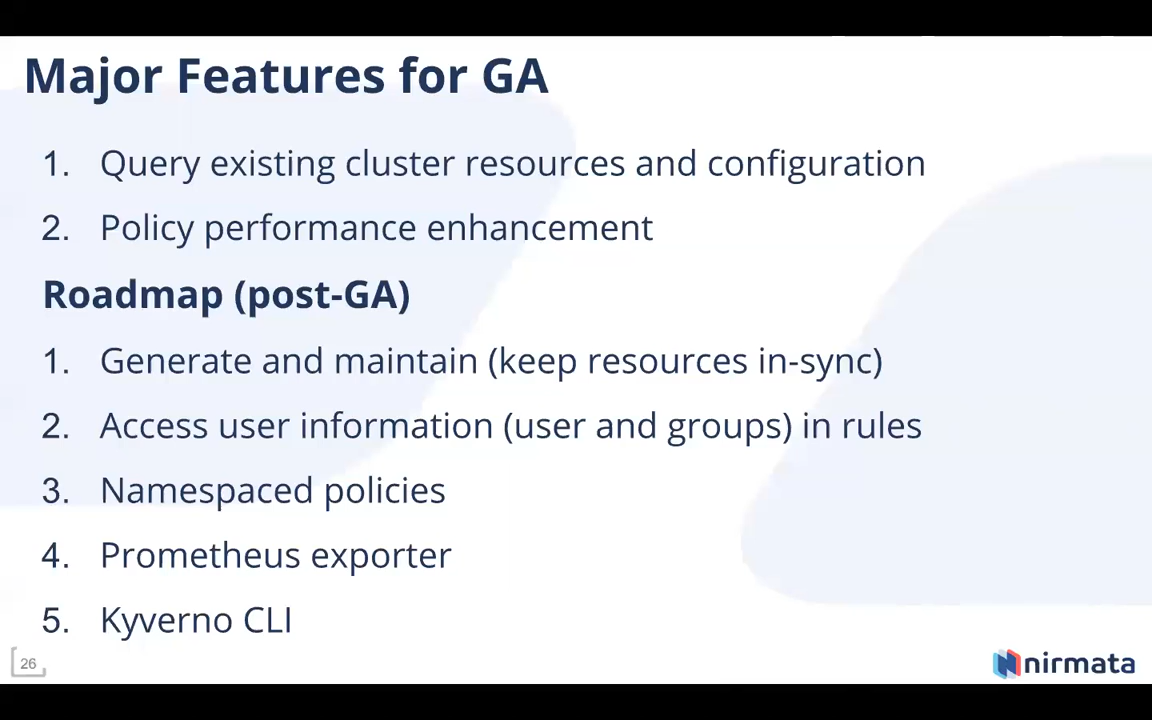 Major Features for GA
1. Query existing cluster resources and configuration
2. Policy performance enhancement
Roadmap (post-GA)
1. Generate and maintain (keep resources in-sync)
2. Access user information (user and groups) in rules
3. Namespaced policies
4. Prometheus exporter
5. Kyverno CLI
26
nirmata